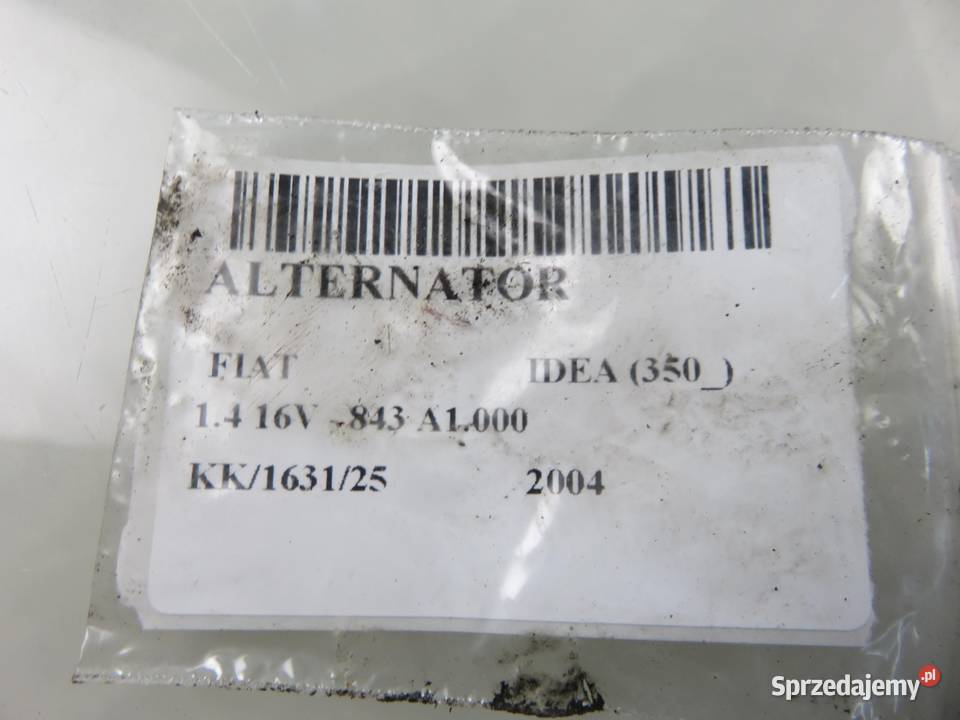 ALTERNATOR
FIAT IDEA (350_)
1.4 16V - 843 A1.000
KK/1631/25 2004
Sprzedajemy.pl